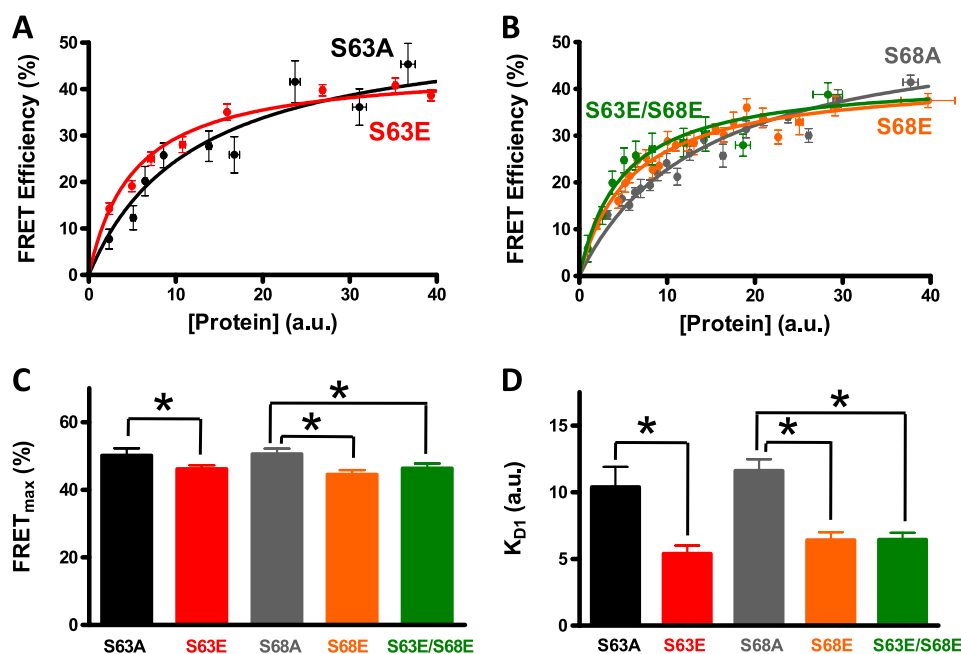 A
S63A
S63E
FRET Efficiency (%)
50
40
30
20
10
0
0 10 20 30 40
[Protein] (a.u.)
B
S68A
S63E/S68E
S68E
FRET Efficiency (%)
50
40
30
20
10
0
0 10 20 30 40
[Protein] (a.u.)
C
* * *
FRETmax (%)
60
40
20
0
S63A S63E S68A S68E S63E/S68E
D
* * *
KD1 (a.u.)
15
10
5
0
S63A S63E S68A S68E S63E/S68E